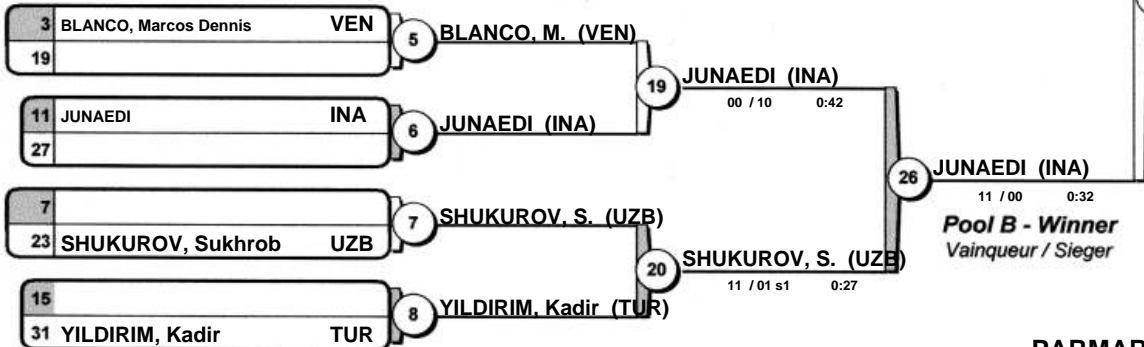 3 BLANCO, Marcos Dennis VEN
19
5 BLANCO, M. (VEN)
11 JUNAEDI INA
27
6 JUNAEDI (INA)
19 JUNAEDI (INA)
00 / 10 0:42
7
23 SHUKUROV, Sukhrob UZB
7 SHUKUROV, S. (UZB)
15
31 YILDIRIM, Kadir TUR
8 YILDIRIM, Kadir (TUR)
20 SHUKUROV, S. (UZB)
11 / 01 s1 0:27
26 JUNAEDI (INA)
11 / 00 0:32
Pool B - Winner
Vainqueur / Sieger